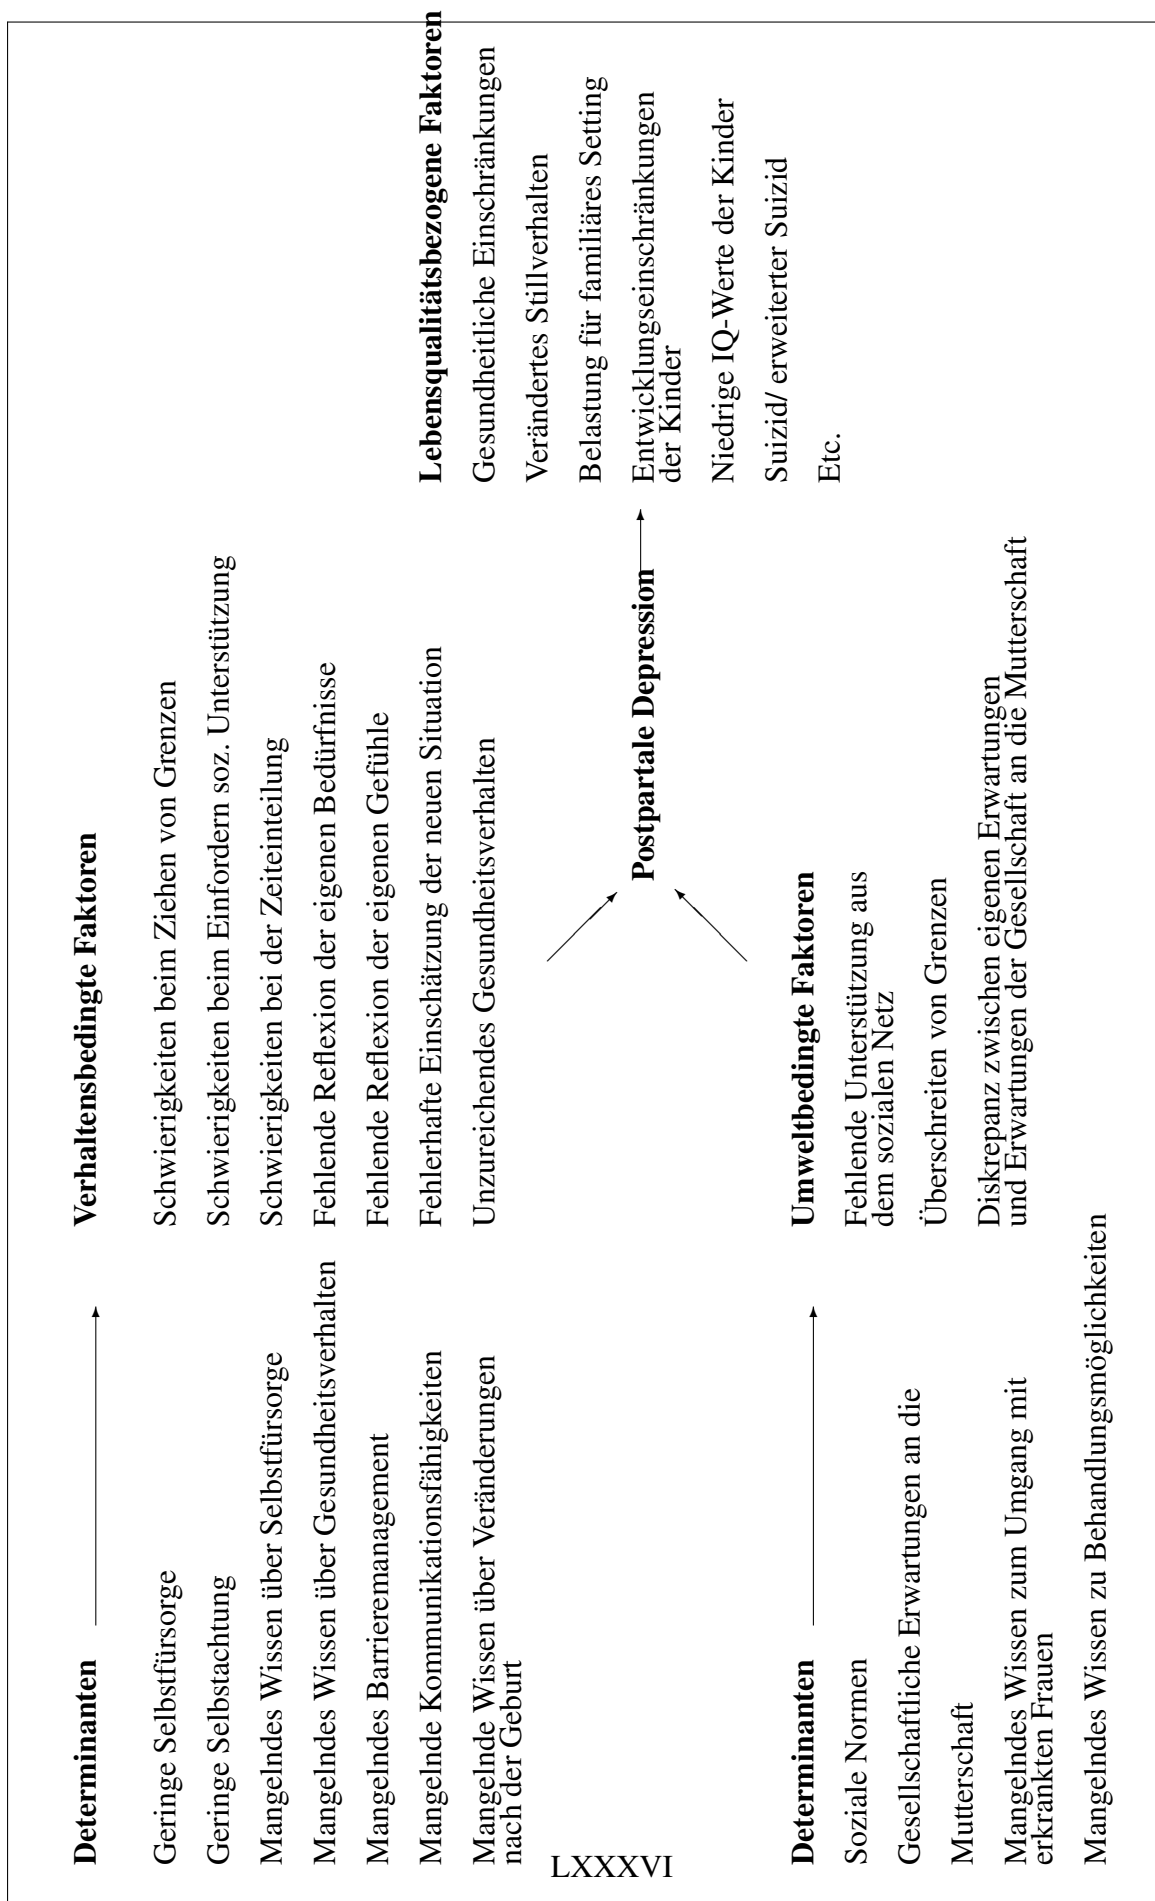 Determinanten
Geringe Selbstfürsorge
Geringe Selbstachtung
Mangelndes Wissen über Selbstfürsorge
Mangelndes Wissen über Gesundheitsverhalten
Mangelndes Barrieremanagement
Mangelnde Kommunikationsfähigkeiten
Mangelnde Wissen über Veränderungen
nach der Geburt
Verhaltensbedingte Faktoren
Schwierigkeiten beim Ziehen von Grenzen
Schwierigkeiten beim Einfordern soz. Unterstützung
Schwierigkeiten bei der Zeiteinteilung
Fehlende Reflexion der eigenen Bedürfnisse
Fehlende Reflexion der eigenen Gefühle
Fehlerhafte Einschätzung der neuen Situation
Unzureichendes Gesundheitsverhalten
Determinanten
Soziale Normen
Gesellschaftliche Erwartungen an die
Mutterschaft
Mangelndes Wissen zum Umgang mit
erkrankten Frauen
Mangelndes Wissen zu Behandlungsmöglichkeiten
Umweltbedingte Faktoren
Fehlende Unterstützung aus
dem sozialen Netz
Überschreiten von Grenzen
Diskrepanz zwischen eigenen Erwartungen
und Erwartungen der Gesellschaft an die Mutterschaft
Postpartale Depression
Lebensqualitätsbezogene Faktoren
Gesundheitliche Einschränkungen
Verändertes Stillverhalten
Belastung für familiäres Setting
Entwicklungseinschränkungen
der Kinder
Niedrige IQ-Werte der Kinder
Suizid/ erweiterter Suizid
Etc.
LXXXVI